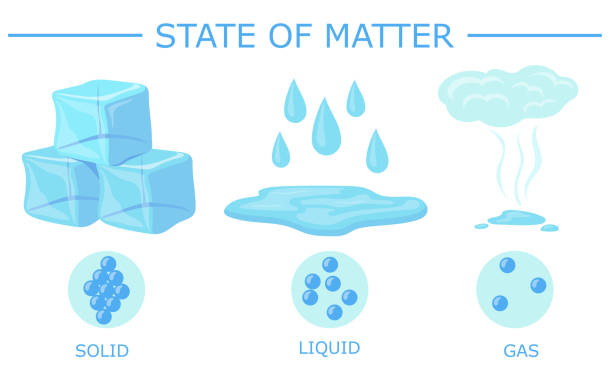 STATE OF MATTER
SOLID
LIQUID
GAS